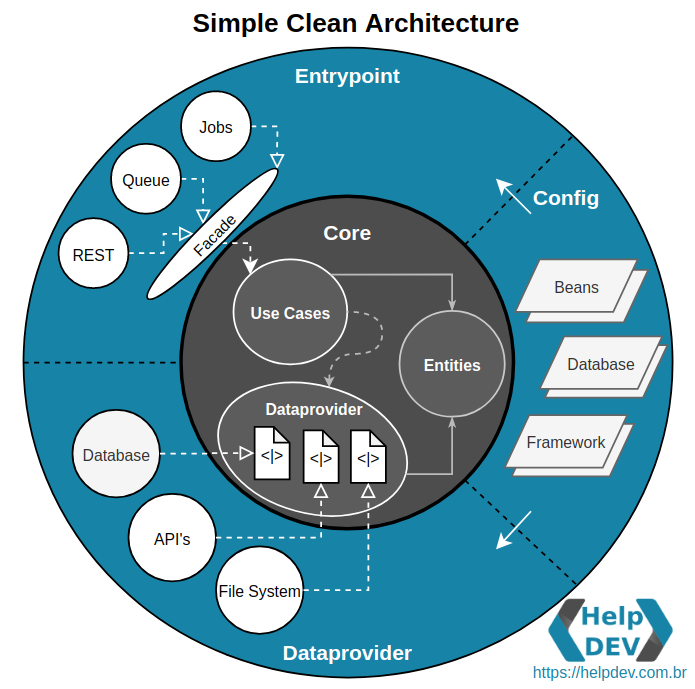 Simple Clean Architecture
Entrypoint
Jobs
Queue
REST
Facade
Config
Core
Use Cases
Entities
Beans
Database
Framework
Dataprovider
<|>
<|>
<|>
Database
API's
File System
Dataprovider
Help
DEV
https://helpdev.com.br